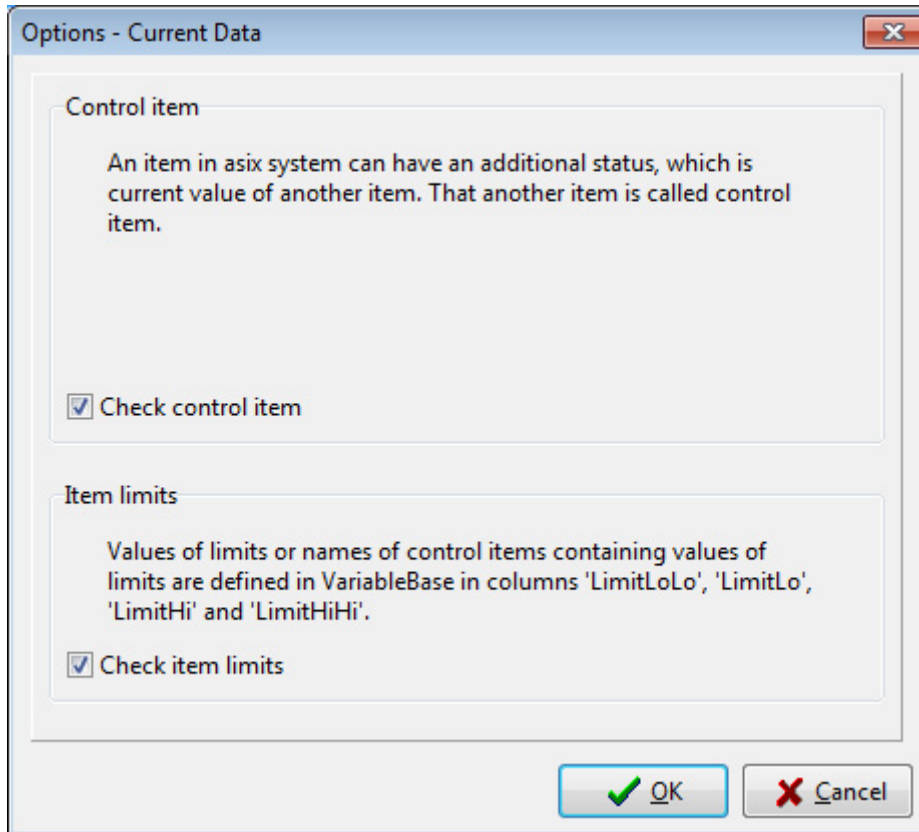 Options - Current Data
Control item
An item in asix system can have an additional status, which is
current value of another item. That another item is called control
item.
Check control item
Item limits
Values of limits or names of control items containing values of
limits are defined in VariableBase in columns 'LimitLoLo', 'LimitLo',
'LimitHi' and 'LimitHiHi'.
Check item limits
OK Cancel